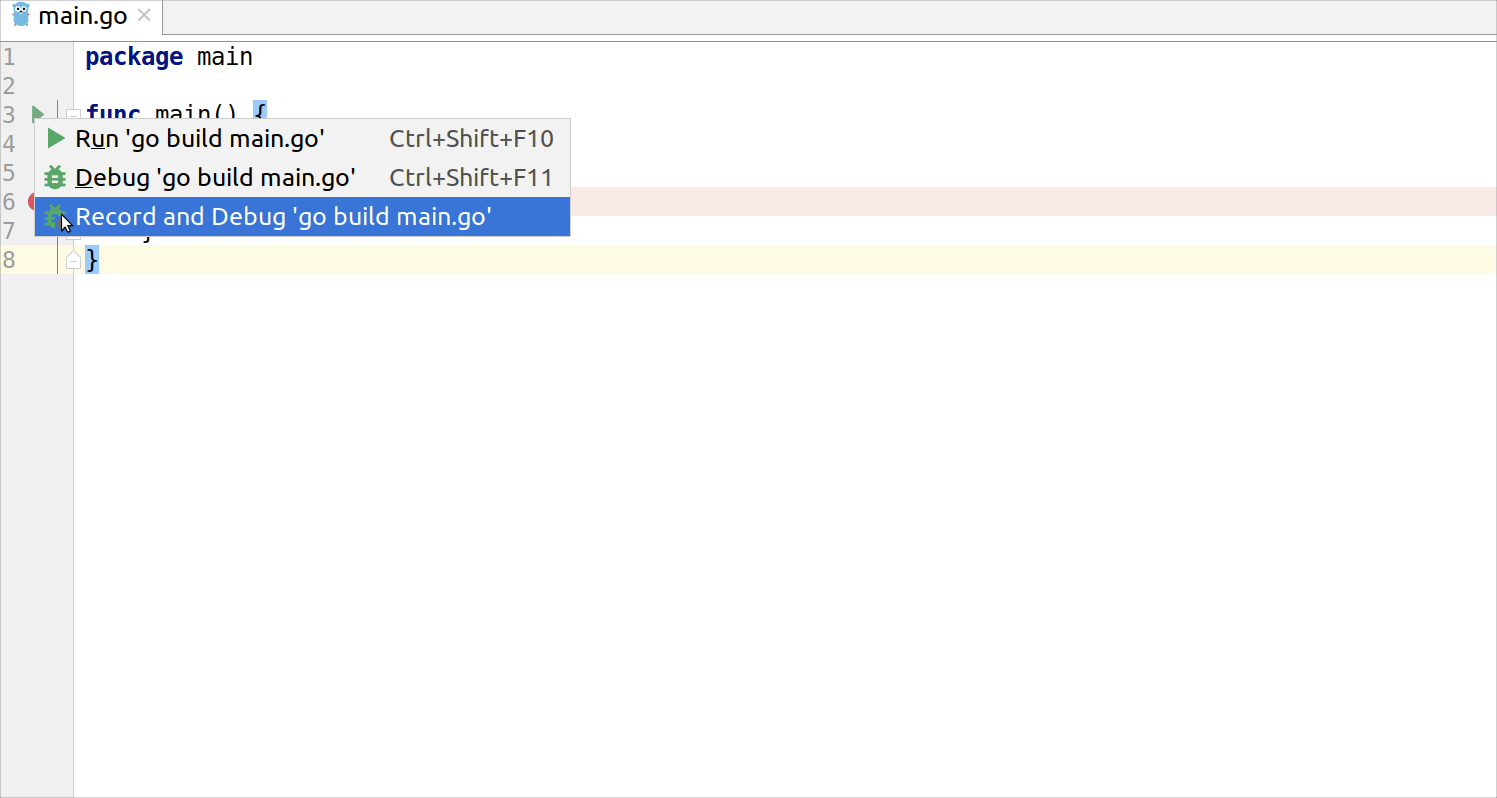 main.go
1 package main
2
3 func main() {
4 Run 'go build main.go' Ctrl+Shift+F10
5 Debug 'go build main.go' Ctrl+Shift+F11
6
Record and Debug 'go build main.go'
7 }
8 }